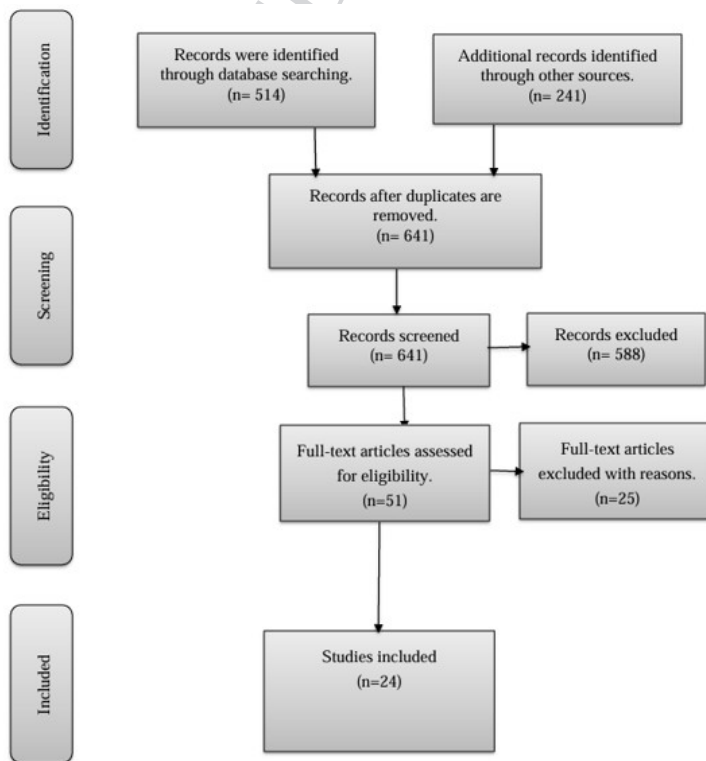 Identification
Records were identified
through database searching.
(n= 514)
Additional records identified
through other sources.
(n= 241)
Records after duplicates are
removed.
(n= 641)
Screening
Records screened
(n= 641)
Records excluded
(n= 588)
Eligibility
Full-text articles assessed
for eligibility.
(n=51)
Full-text articles
excluded with reasons.
(n=25)
Included
Studies included
(n=24)